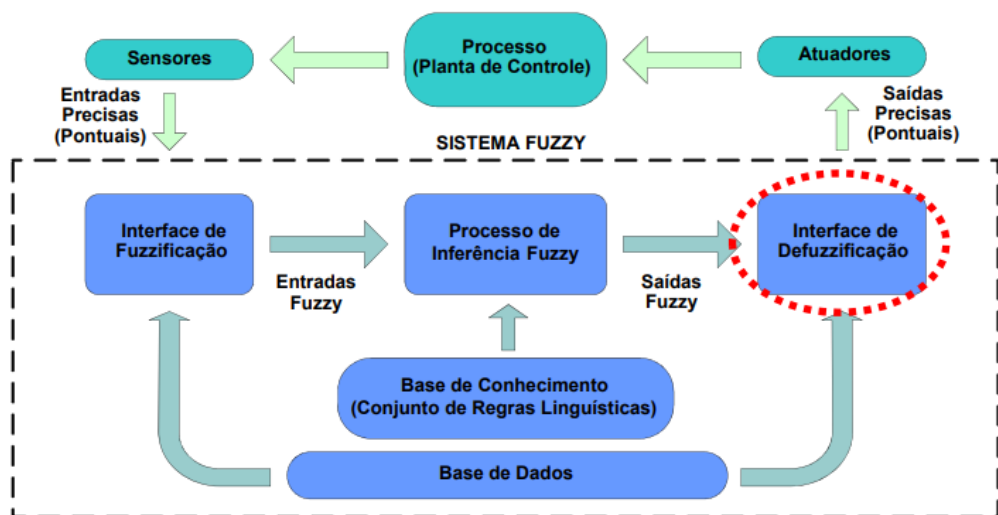 Sensores
Processo
(Planta de Controle)
Atuadores
Entradas
Precisas
(Pontuais)
Saídas
Precisas
(Pontuais)
SISTEMA FUZZY
Interface de
Fuzzificação
Entradas
Fuzzy
Processo de
Inferência Fuzzy
Saídas
Fuzzy
Interface de
Defuzzificação
Base de Conhecimento
(Conjunto de Regras Linguísticas)
Base de Dados